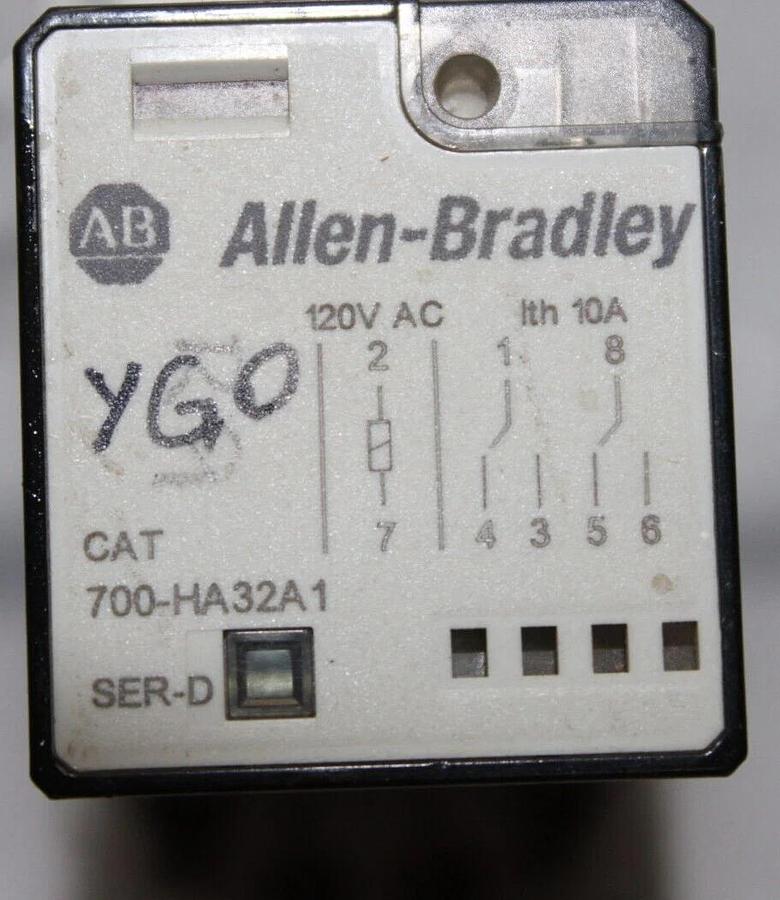 AB Allen-Bradley
120V AC Ith 10A
2 1 8
YGO
7 4 3 5 6
CAT
700-HA32A1
SER-D